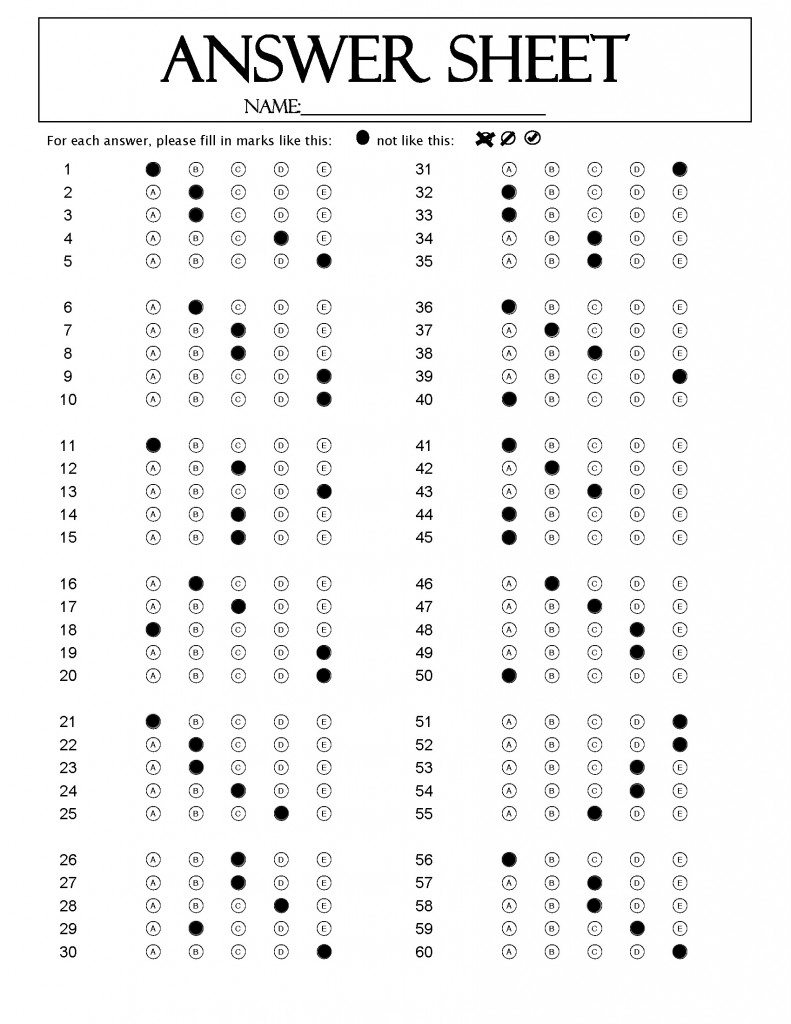 ANSWER SHEET
NAME:
For each answer, please fill in marks like this: not like this:
1 B C D E 31 A B C D
2 A C D E 32 B C D E
3 A C D E 33 B C D E
4 A B C E 34 A B D E
5 A B C D 35 A B D E
6 A C D E 36 B C D E
7 A B D E 37 A C D E
8 A B D E 38 A B D E
9 A B C D 39 A B C D
10 A B C D 40 B C D E
11 B C D E 41 B C D E
12 A B D E 42 A C D E
13 A B C D 43 A B D E
14 A B D E 44 B C D E
15 A B D E 45 B C D E
16 A C D E 46 A C D E
17 A B D E 47 A B D E
18 B C D E 48 A B C E
19 A B C D 49 A B C E
20 A B C D 50 B C D E
21 B C D E 51 A B C D
22 A C D E 52 A B C D
23 A C D E 53 A B C E
24 A B D E 54 A B C E
25 A B C E 55 A B D E
26 A B D E 56 B C D E
27 A B D E 57 A B D E
28 A B C E 58 A B D E
29 A C D E 59 A B C E
30 A B C D 60 A B C D